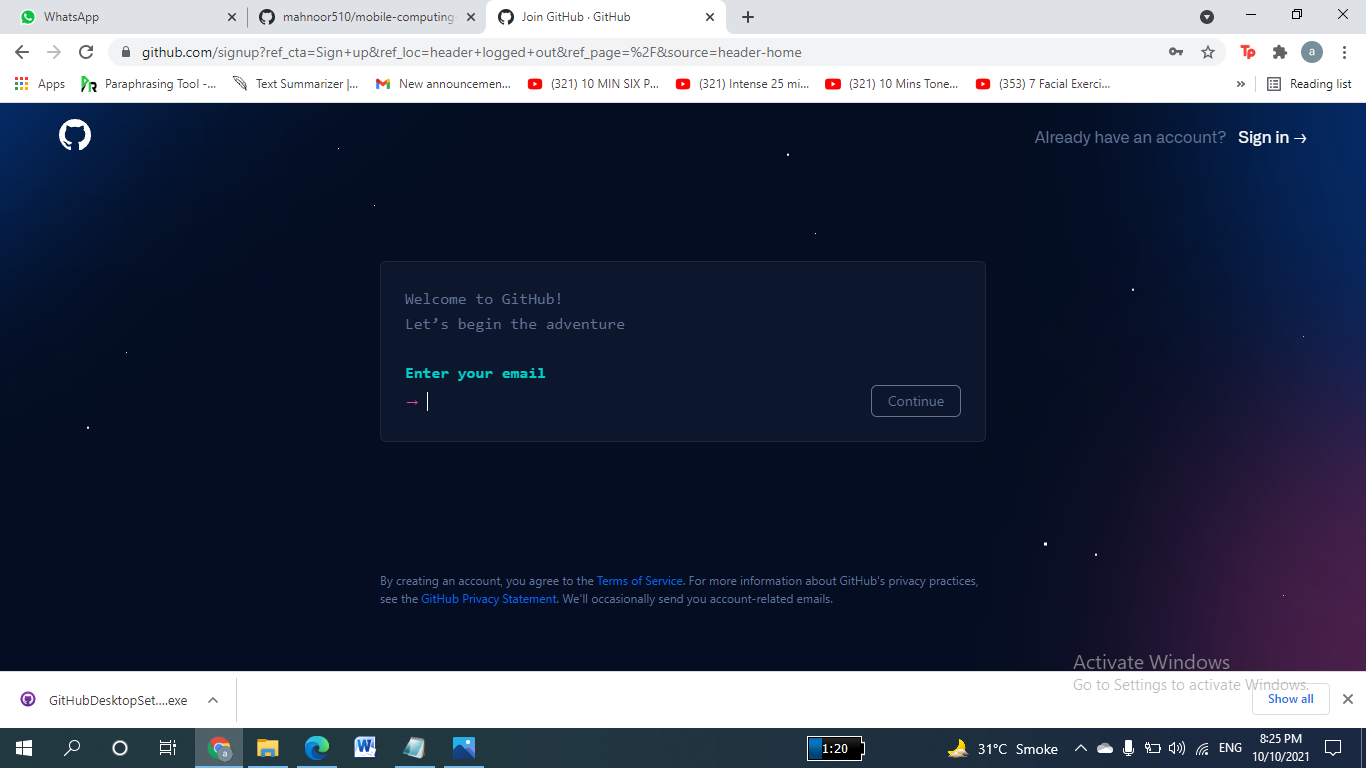 WhatsApp
mahnoor510/mobile-computing-
Join GitHub · GitHub
github.com/signup?ref_cta=Sign+up&ref_loc=header+logged+out&ref_page=%2F&source=header-home
Tp
a
Apps
Paraphrasing Tool -...
Text Summarizer |...
New announcemen...
(321) 10 MIN SIX P...
(321) Intense 25 mi...
(321) 10 Mins Tone...
(353) 7 Facial Exerci...
»
Reading list
Already have an account? Sign in →
Welcome to GitHub!
Let's begin the adventure
Enter your email
→
Continue
By creating an account, you agree to the Terms of Service. For more information about GitHub's privacy practices,
see the GitHub Privacy Statement. We'll occasionally send you account-related emails.
Activate Windows
Go to Settings to activate Windows.
GitHubDesktopSet....exe
Show all
1:20
31°C Smoke
ENG
8:25 PM
10/10/2021